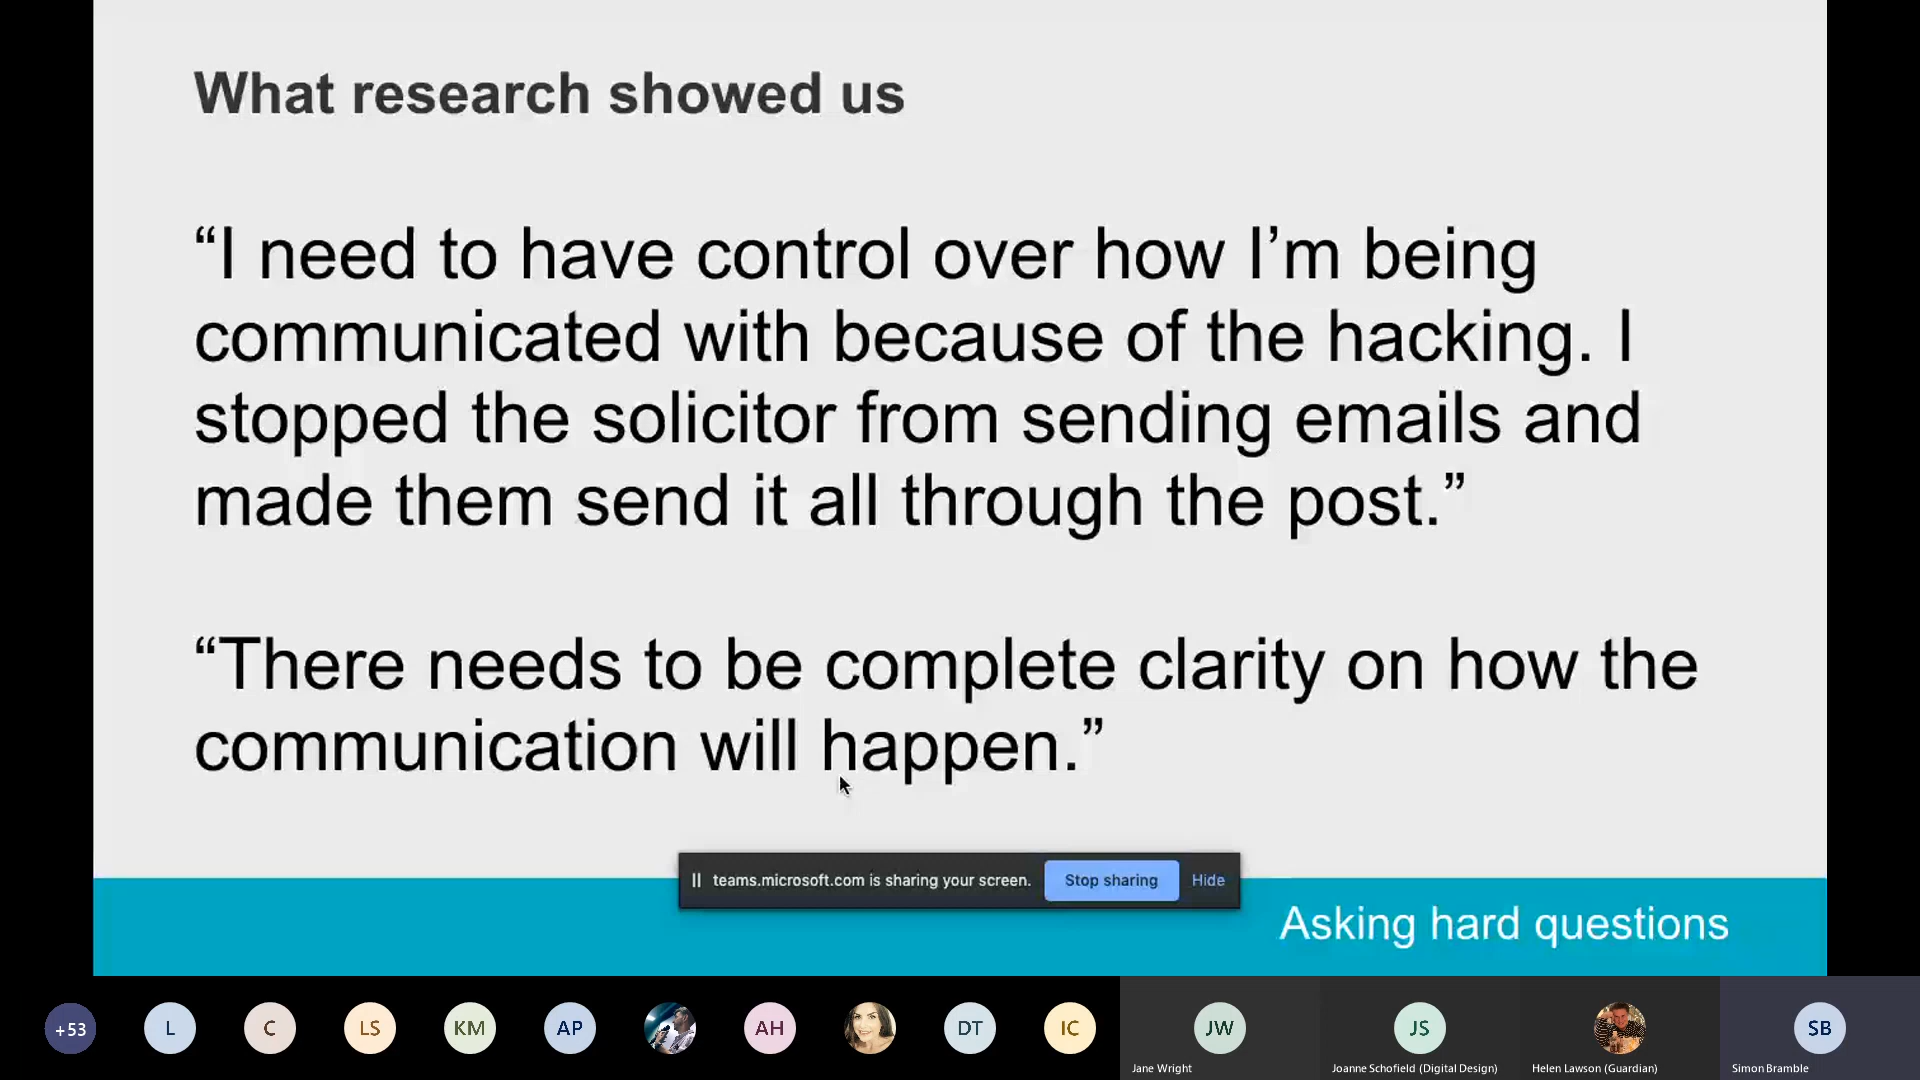 What research showed us
“I need to have control over how I’m being
communicated with because of the hacking. I
stopped the solicitor from sending emails and
made them send it all through the post.”
“There needs to be complete clarity on how the
communication will happen.”
teams.microsoft.com is sharing your screen. Stop sharing Hide
Asking hard questions
+53 L C LS KM AP AH DT IC JW JS SB
Jane Wright Joanne Schofield (Digital Design) Helen Lawson (Guardian) Simon Bramble